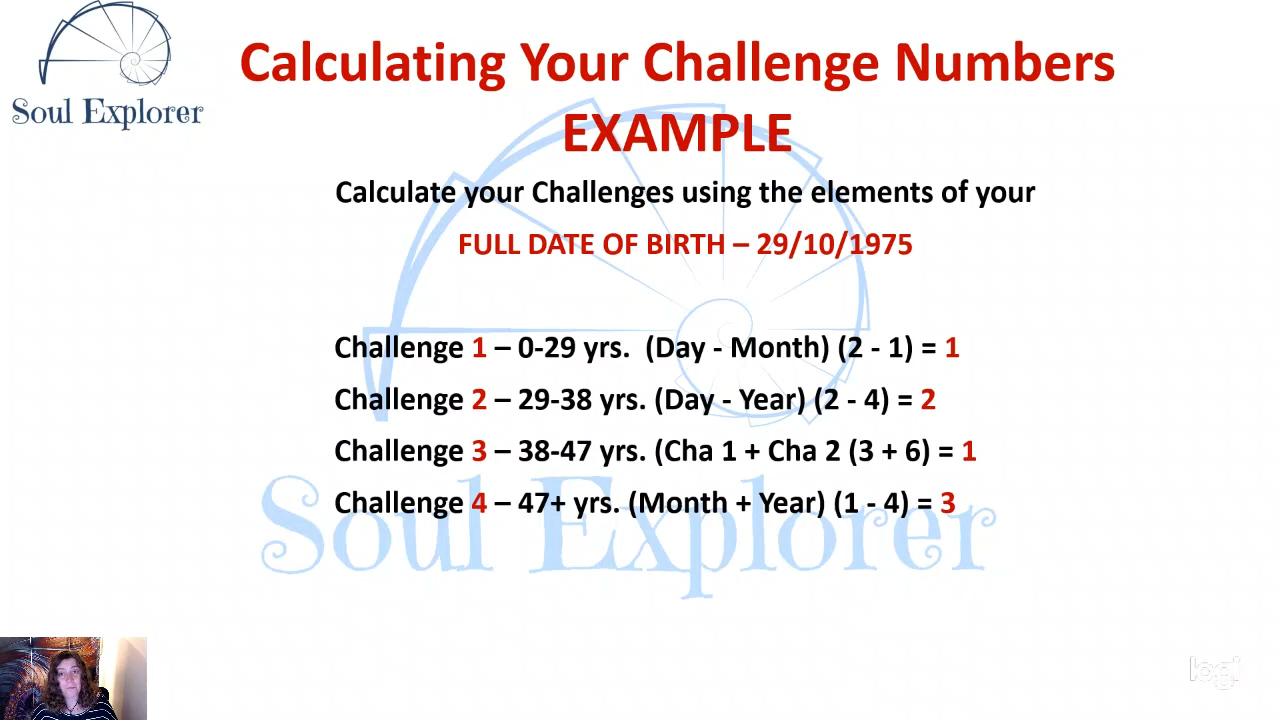 Soul Explorer
Calculating Your Challenge Numbers
EXAMPLE
Calculate your Challenges using the elements of your
FULL DATE OF BIRTH – 29/10/1975
Challenge 1 – 0-29 yrs.  (Day - Month) (2 - 1) = 1
Challenge 2 – 29-38 yrs. (Day - Year) (2 - 4) = 2
Challenge 3 – 38-47 yrs. (Cha 1 + Cha 2 (3 + 6) = 1
Challenge 4 – 47+ yrs. (Month + Year) (1 - 4) = 3
Soul Explorer
logi